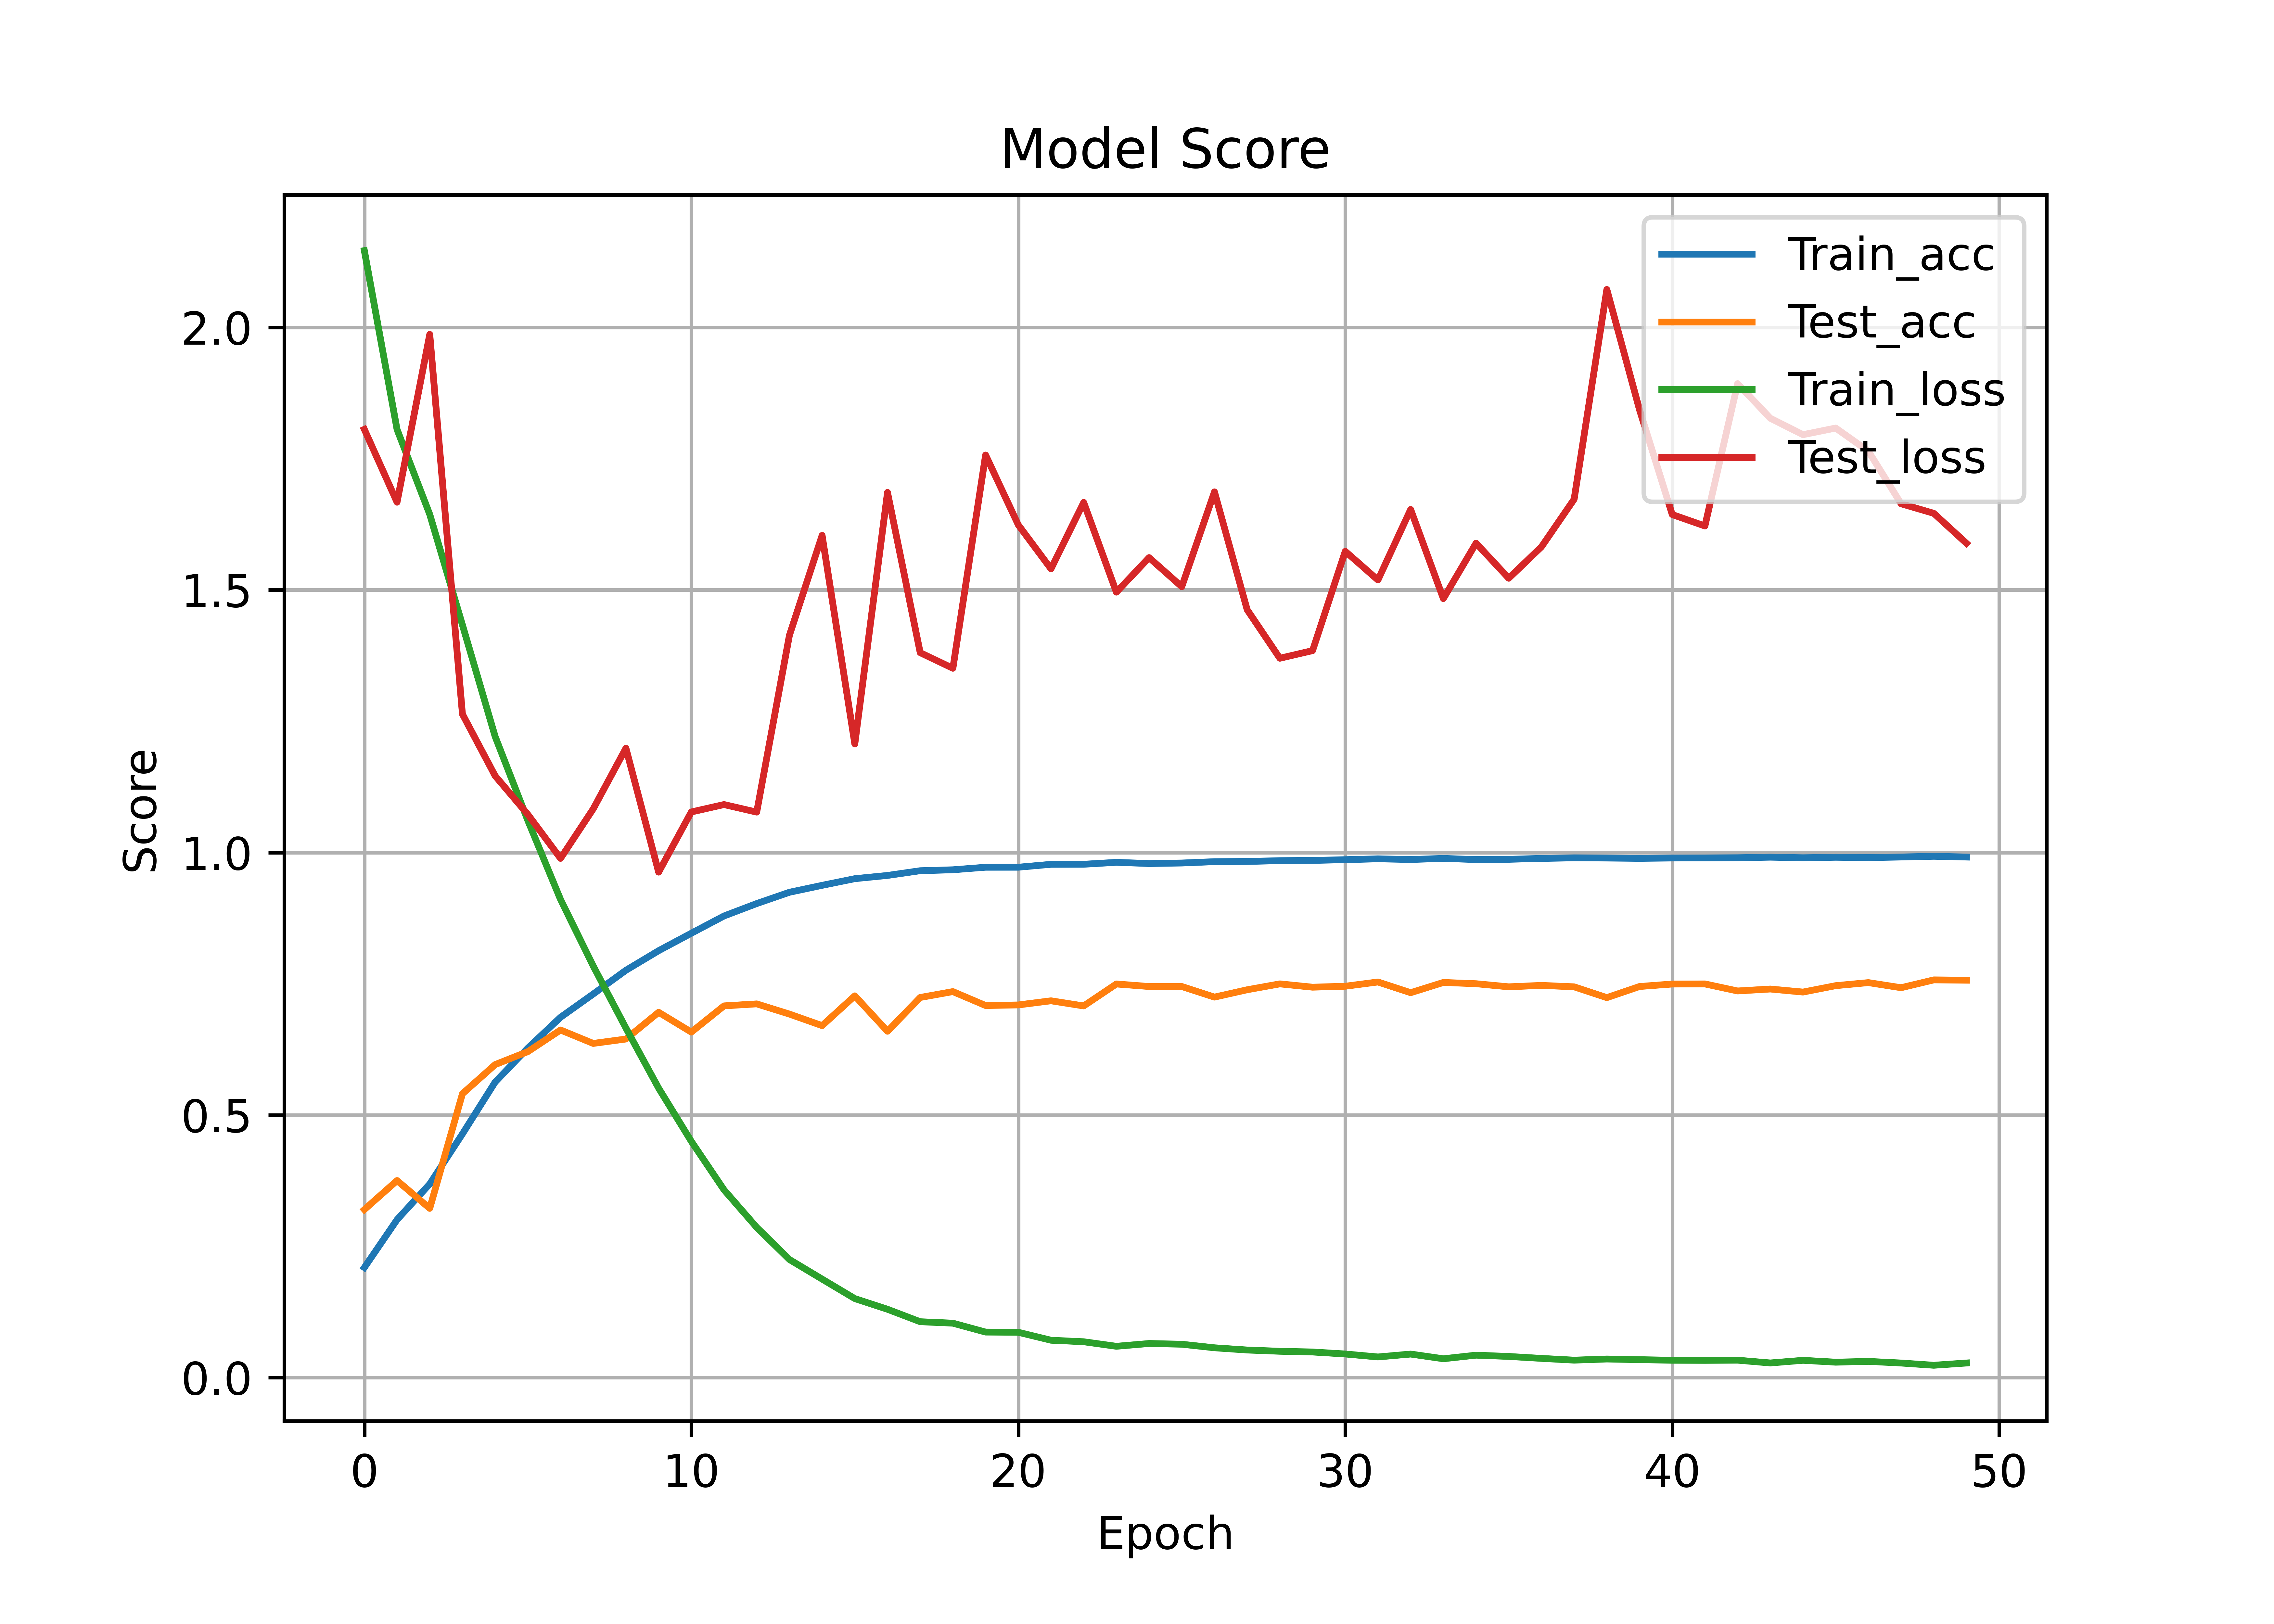 Model Score
Train_acc
Test_acc
Train_loss
Test_loss
2.0
1.5
1.0
0.5
0.0
Score
0 10 20 30 40 50
Epoch